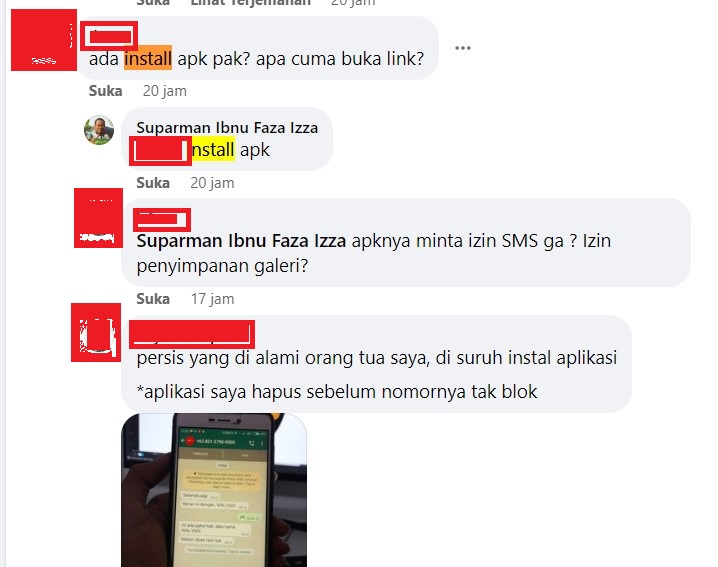 Suka Lihat Terjemahan 20 jam
ada install apk pak? apa cuma buka link?
Suka 20 jam
Suparman Ibnu Faza Izza
nstall apk
Suka 20 jam
Suparman Ibnu Faza Izza apknya minta izin SMS ga ? Izin
penyimpanan galeri?
Suka 17 jam
persis yang di alami orang tua saya, di suruh instal aplikasi
*aplikasi saya hapus sebelum nomornya tak blok
Selamat pagi